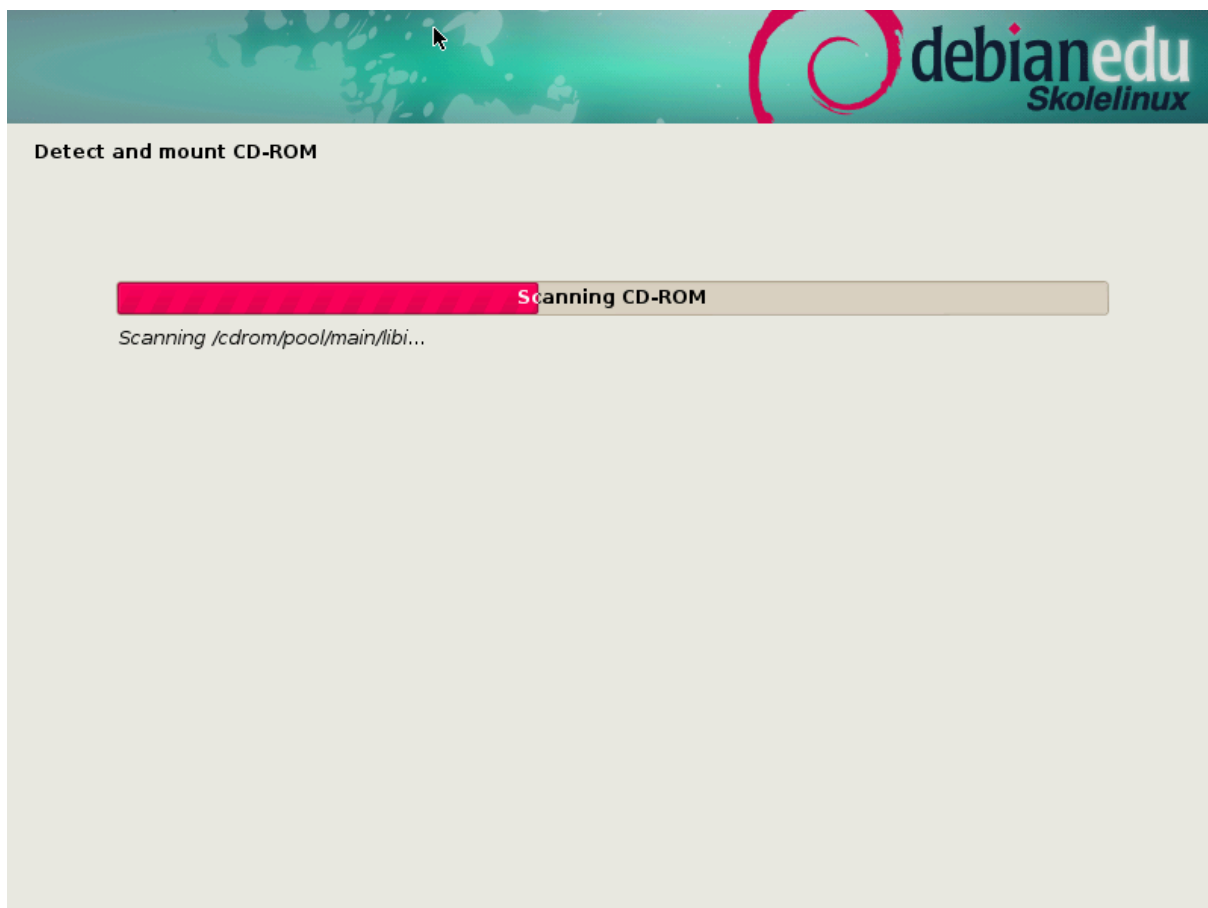 debianedu
Skolelinux
Detect and mount CD-ROM
Scanning CD-ROM
Scanning /cdrom/pool/main/libi...